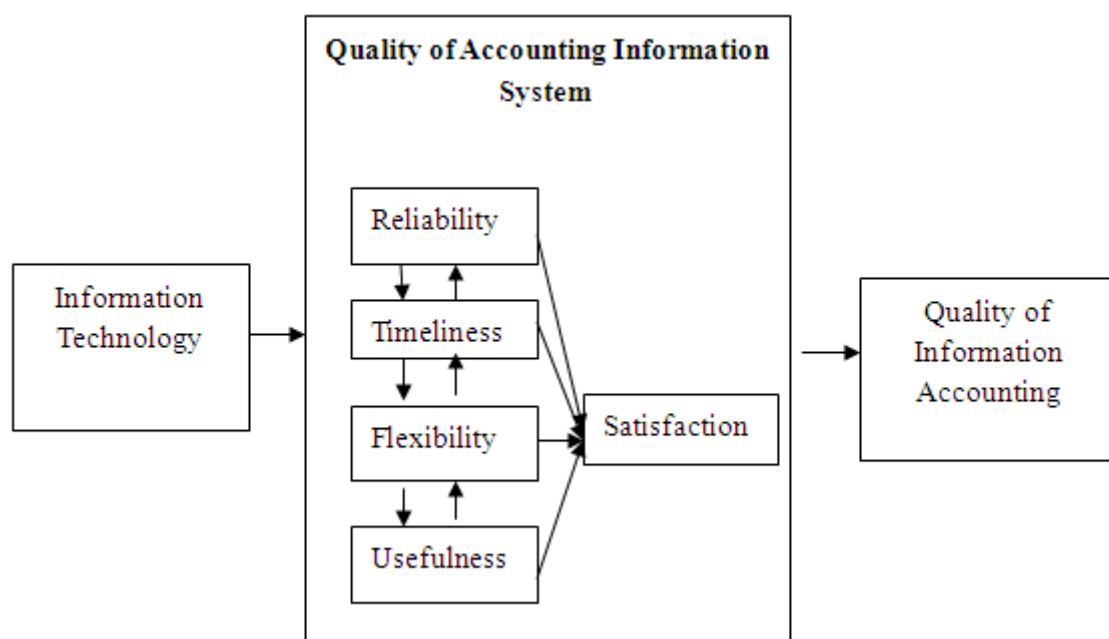 Quality of Accounting Information
System
Reliability
Information
Technology
Timeliness
Flexibility
Usefulness
Satisfaction
Quality of
Information
Accounting